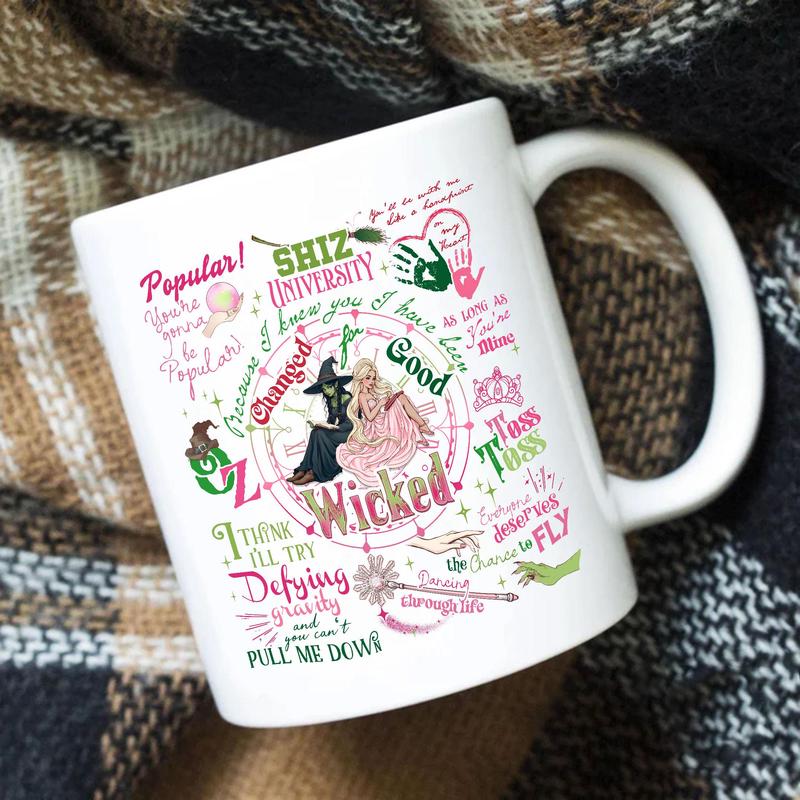 You'll be with me
like a handprint
on
my
Heart
SHIZ
UNIVERSITY
Popular!
You're
gonna
be
Popular!
Because I knew you I have been
Changed for Good
AS LONG AS
You're
mine
OZ
TOSS
TOSS
Wicked
Everyone
deserves
the Chance to FLY
I THINK
I'LL TRY
Defying
gravity
and
you can't
PULL ME DOWN
Dancing
through life